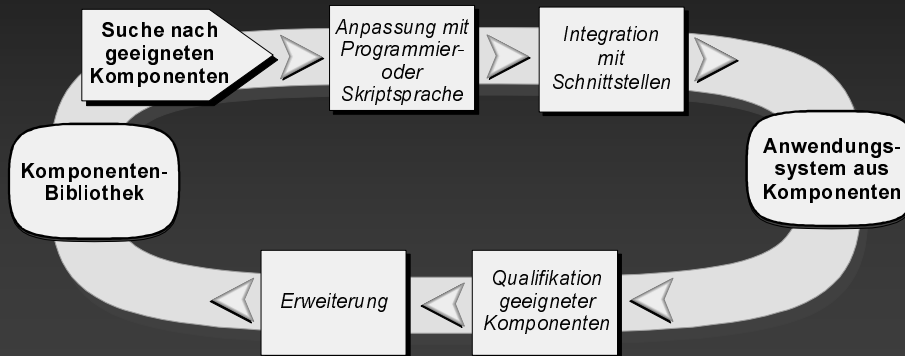 Suche nach
geeigneten
Komponenten
Anpassung mit
Programmier-
oder
Skriptsprache
Integration
mit
Schnittstellen
Komponenten-
Bibliothek
Anwendungs-
system aus
Komponenten
Erweiterung
Qualifikation
geeigneter
Komponenten